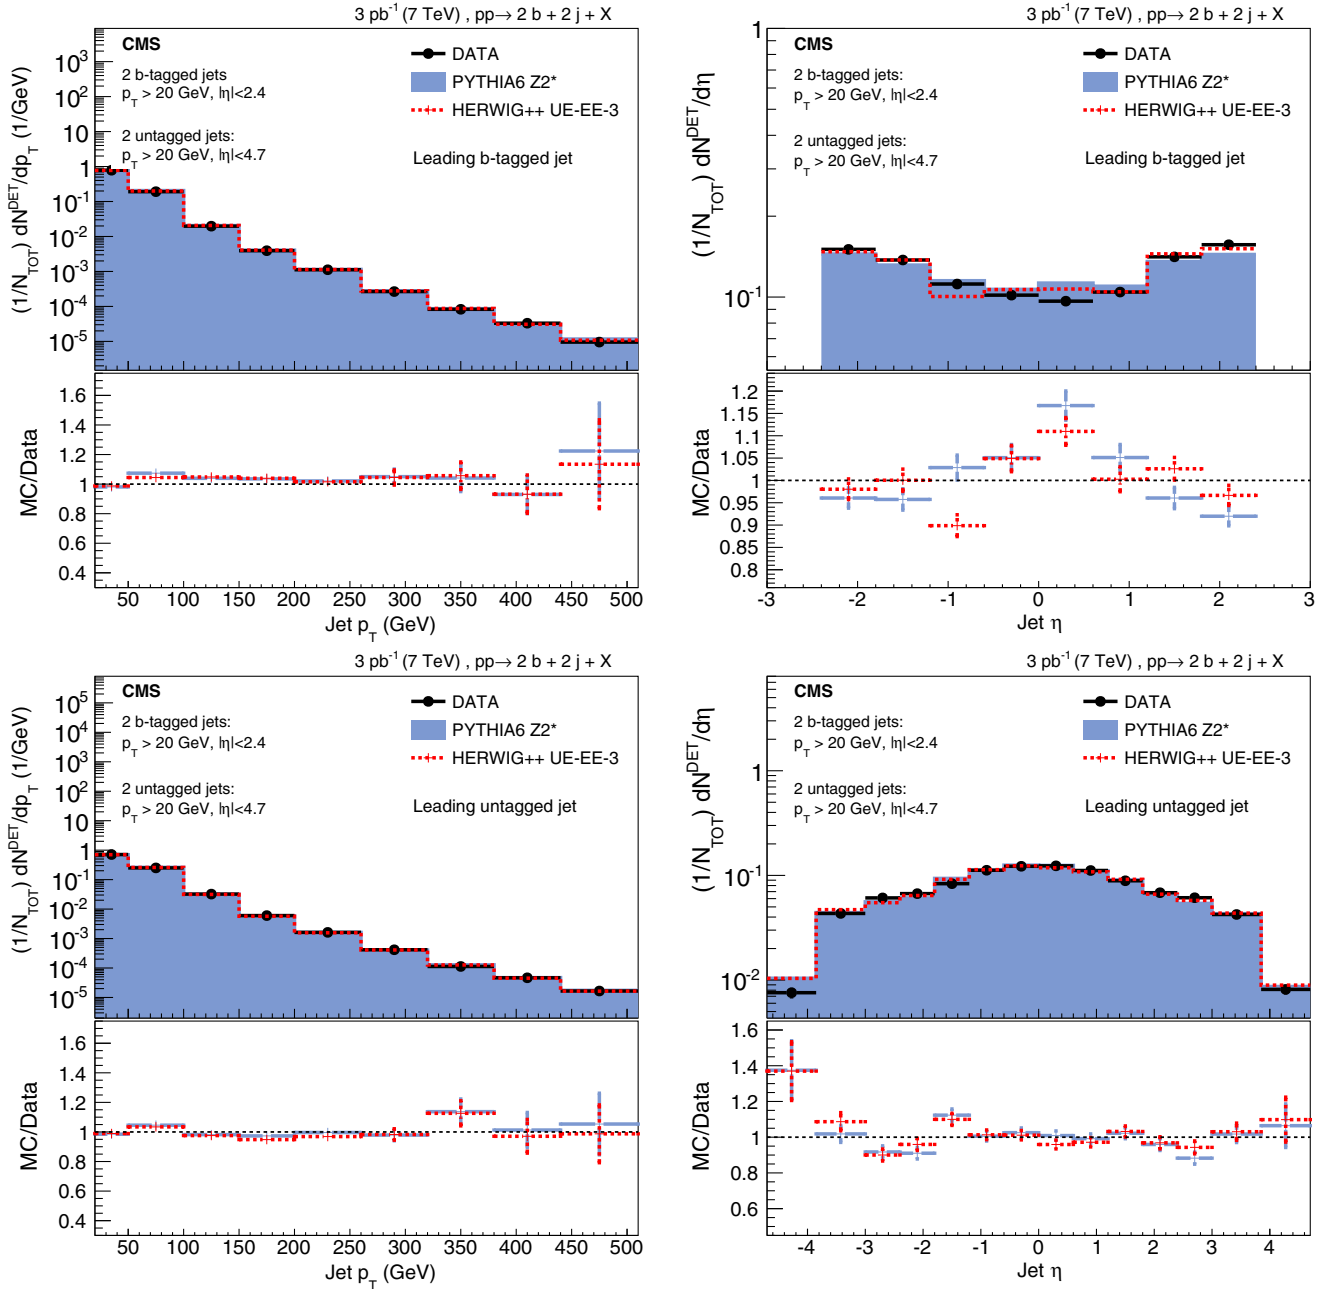 3 pb-1 (7 TeV) , pp→ 2 b + 2 j + X
CMS
2 b-tagged jets
pT > 20 GeV, |η|<2.4
2 untagged jets:
pT > 20 GeV, |η|<4.7
DATA
PYTHIA6 Z2*
HERWIG++ UE-EE-3
Leading b-tagged jet
(1/NTOT) dNDET/dpT (1/GeV)
10^3
10^2
10
1
10^-1
10^-2
10^-3
10^-4
10^-5
MC/Data
1.6
1.4
1.2
1
0.8
0.6
0.4
50 100 150 200 250 300 350 400 450 500
Jet pT (GeV)
3 pb-1 (7 TeV) , pp→ 2 b + 2 j + X
CMS
2 b-tagged jets:
pT > 20 GeV, |η|<2.4
2 untagged jets:
pT > 20 GeV, |η|<4.7
DATA
PYTHIA6 Z2*
HERWIG++ UE-EE-3
Leading b-tagged jet
(1/NTOT) dNDET/dη
1
10^-1
MC/Data
1.2
1.15
1.1
1.05
1
0.95
0.9
0.85
0.8
-3 -2 -1 0 1 2 3
Jet η
3 pb-1 (7 TeV) , pp→ 2 b + 2 j + X
CMS
2 b-tagged jets:
pT > 20 GeV, |η|<2.4
2 untagged jets:
pT > 20 GeV, |η|<4.7
DATA
PYTHIA6 Z2*
HERWIG++ UE-EE-3
Leading untagged jet
(1/NTOT) dNDET/dpT (1/GeV)
10^5
10^4
10^3
10^2
10
1
10^-1
10^-2
10^-3
10^-4
10^-5
MC/Data
1.6
1.4
1.2
1
0.8
0.6
0.4
50 100 150 200 250 300 350 400 450 500
Jet pT (GeV)
3 pb-1 (7 TeV) , pp→ 2 b + 2 j + X
CMS
2 b-tagged jets:
pT > 20 GeV, |η|<2.4
2 untagged jets:
pT > 20 GeV, |η|<4.7
DATA
PYTHIA6 Z2*
HERWIG++ UE-EE-3
Leading untagged jet
(1/NTOT) dNDET/dη
1
10^-1
10^-2
MC/Data
1.6
1.4
1.2
1
0.8
0.6
-4 -3 -2 -1 0 1 2 3 4
Jet η